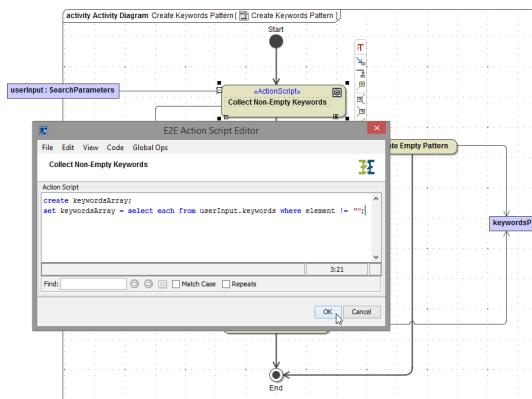 activity Activity Diagram Create Keywords Pattern [ Create Keywords Pattern ]
Start
userInput : SearchParameters
«ActionScript»
Collect Non-Empty Keywords
E2E Action Script Editor
File Edit View Code Global Ops
Collect Non-Empty Keywords
Action Script
create keywordsArray;
set keywordsArray = select each from userInput.keywords where element != "";
3:21
Find: Match Case Repeats
OK Cancel
Empty Pattern
keywordsP
End